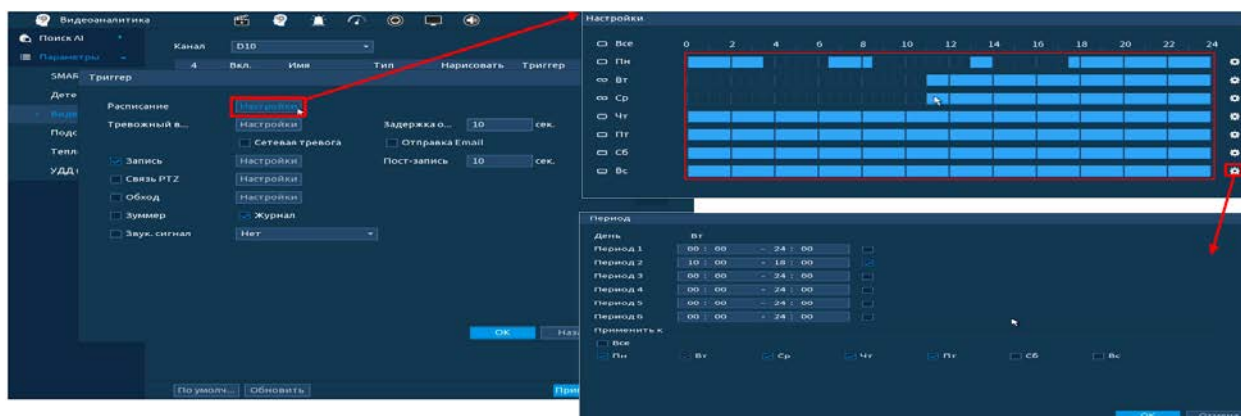 Видеоаналитика
Поиск AI
Параметры
SMAR
Дете
Виде
Подс
Тепл
УДД
Канал D10
4 Вкл. Имя Тип Нарисовать Триггер
Триггер
Расписание Настройки
Тревожный в... Настройки Задержка о... 10 сек.
Сетевая тревога Отправка Email
Запись Настройки Пост-запись 10 сек.
Связь PTZ Настройки
Обход Настройки
Зуммер Журнал
Звук. сигнал Нет
OK Наза
По умолч... Обновить При
Настройки
Все 0 2 4 6 8 10 12 14 16 18 20 22 24
Пн
Вт
Ср
Чт
Пт
Сб
Вс
Период
День Вт
Период 1 00 : 00 - 24 : 00
Период 2 10 : 00 - 18 : 00
Период 3 00 : 00 - 24 : 00
Период 4 00 : 00 - 24 : 00
Период 5 00 : 00 - 24 : 00
Период 6 00 : 00 - 24 : 00
Применить к
Все
Пн Вт Ср Чт Пт Сб Вс
OK Отмена